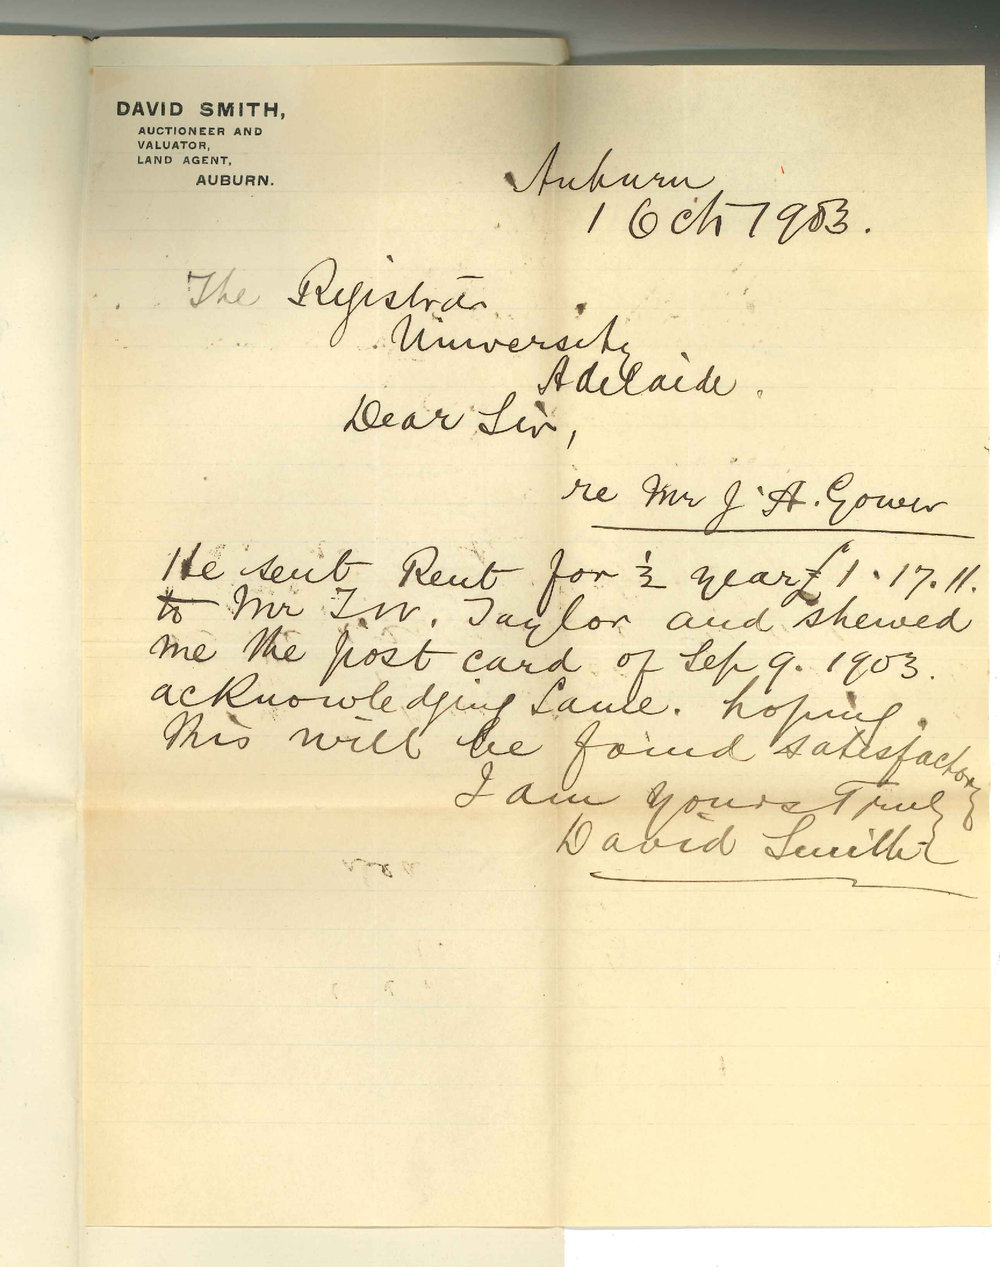 DAVID SMITH,
AUCTIONEER AND
VALUATOR,
LAND AGENT,
AUBURN.
Auburn
1 Oct 1903.
The Registrar
University
Adelaide.
Dear Sir,
re Mr J. A. Gower
He sent Rent for ½ year £1.17.11.
to Mr T.W. Taylor and shewed
me the post card of Sep 9. 1903.
acknowledging Same. hoping
this will be found satisfactory
I am Yours Truly
David Smith